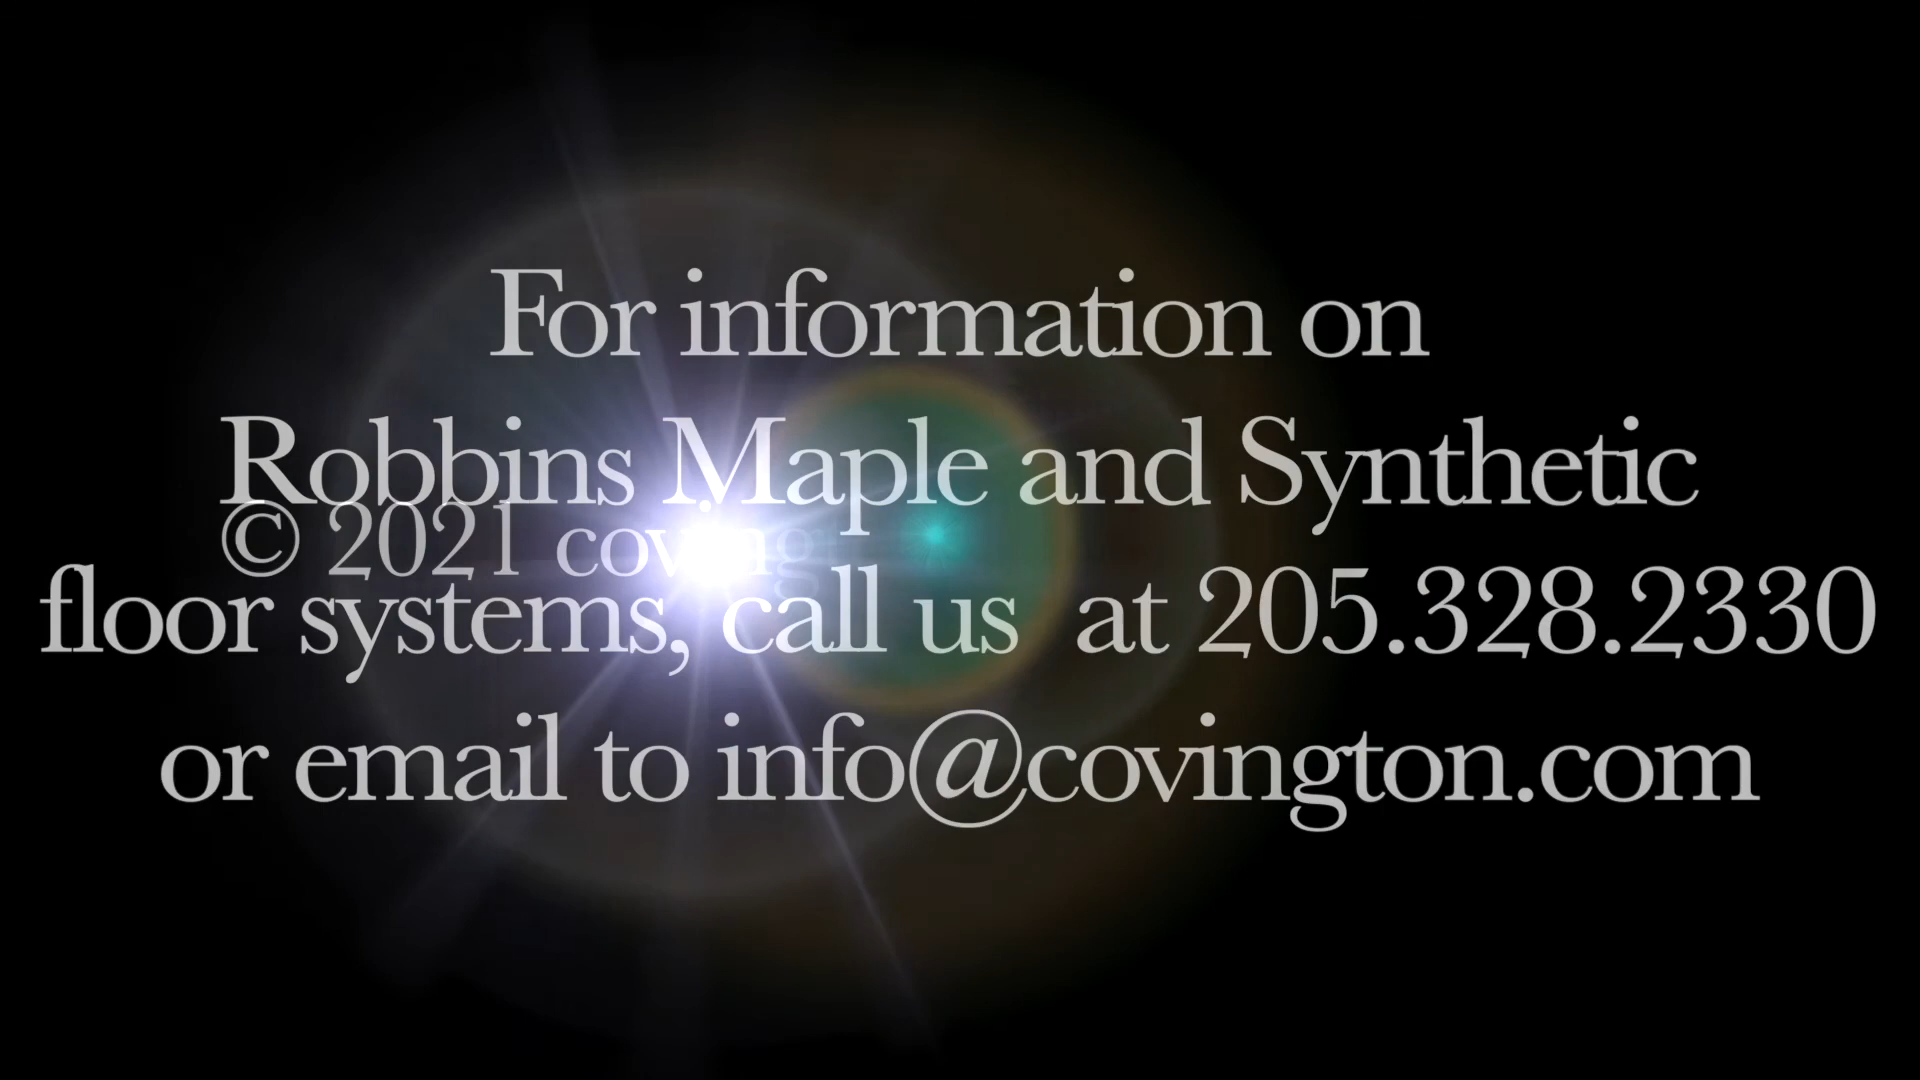 For information on
Robbins Maple and Synthetic
© 2021 coving
floor systems, call us at 205.328.2330
or email to info@covington.com